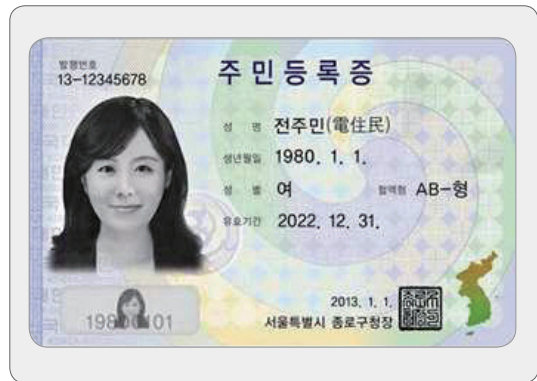 발행번호
13-12345678
주민등록증
성 명 전주민(電住民)
생년월일 1980. 1. 1.
성 별 여 혈액형 AB-형
유효기간 2022. 12. 31.
19800101
2013. 1. 1.
서울특별시 종로구청장